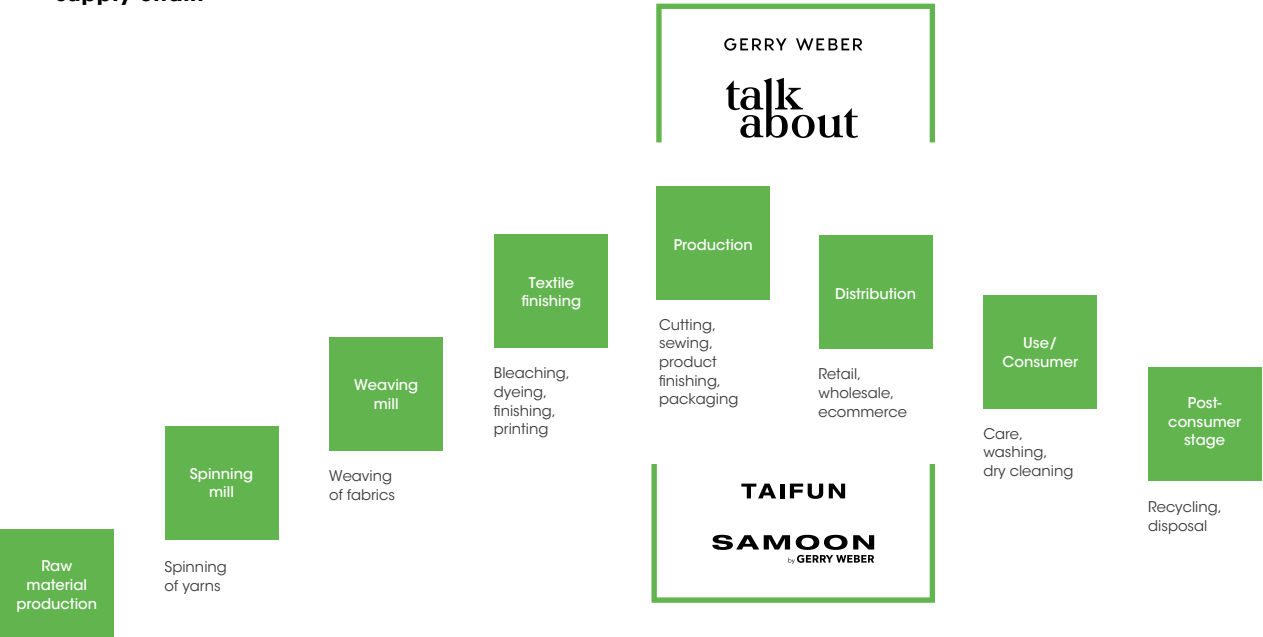 supply chain
GERRY WEBER
talk
about
Production
Cutting,
sewing,
product
finishing,
packaging
Textile
finishing
Bleaching,
dyeing,
finishing,
printing
Distribution
Retail,
wholesale,
ecommerce
Weaving
mill
Weaving
of fabrics
Use/
Consumer
Care,
washing,
dry cleaning
Post-
consumer
stage
Recycling,
disposal
Spinning
mill
Spinning
of yarns
TAIFUN
SAMOON
by GERRY WEBER
Raw
material
production